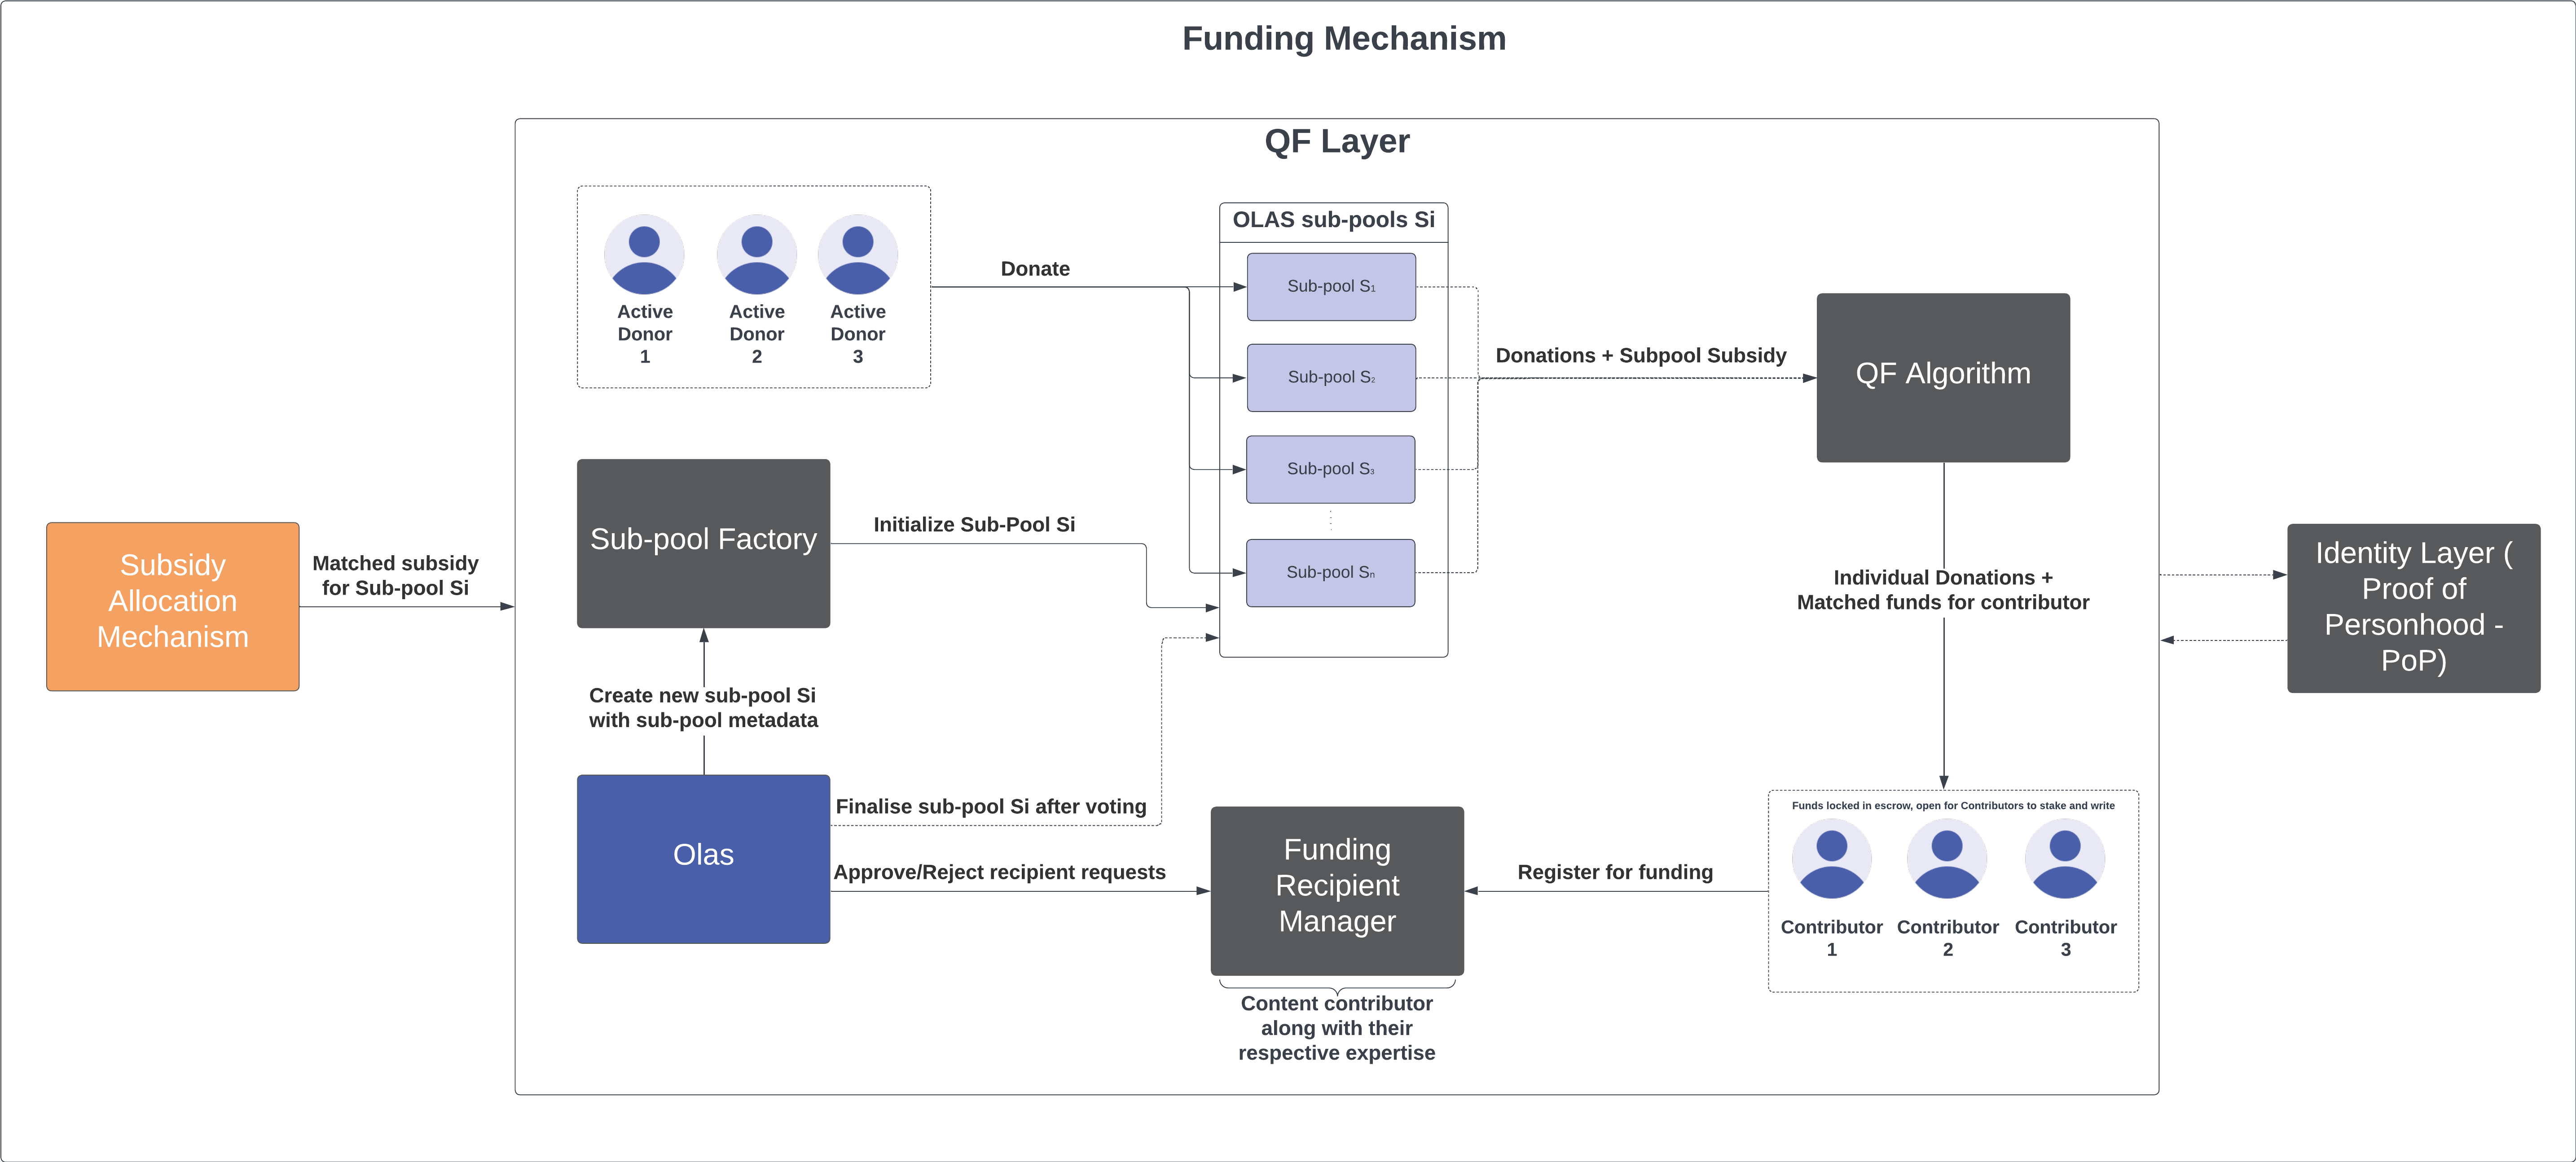 Funding Mechanism
QF Layer
Active
Donor
1
Active
Donor
2
Active
Donor
3
Donate
OLAS sub-pools Si
Sub-pool S₁
Sub-pool S₂
Sub-pool S₃
Sub-pool Sₙ
Donations + Subpool Subsidy
QF Algorithm
Sub-pool Factory
Initialize Sub-Pool Si
Subsidy
Allocation
Mechanism
Matched subsidy
for Sub-pool Si
Individual Donations +
Matched funds for contributor
Identity Layer (
Proof of
Personhood -
PoP)
Create new sub-pool Si
with sub-pool metadata
Olas
Finalise sub-pool Si after voting
Approve/Reject recipient requests
Funding
Recipient
Manager
Content contributor
along with their
respective expertise
Register for funding
Funds locked in escrow, open for Contributors to stake and write
Contributor
1
Contributor
2
Contributor
3